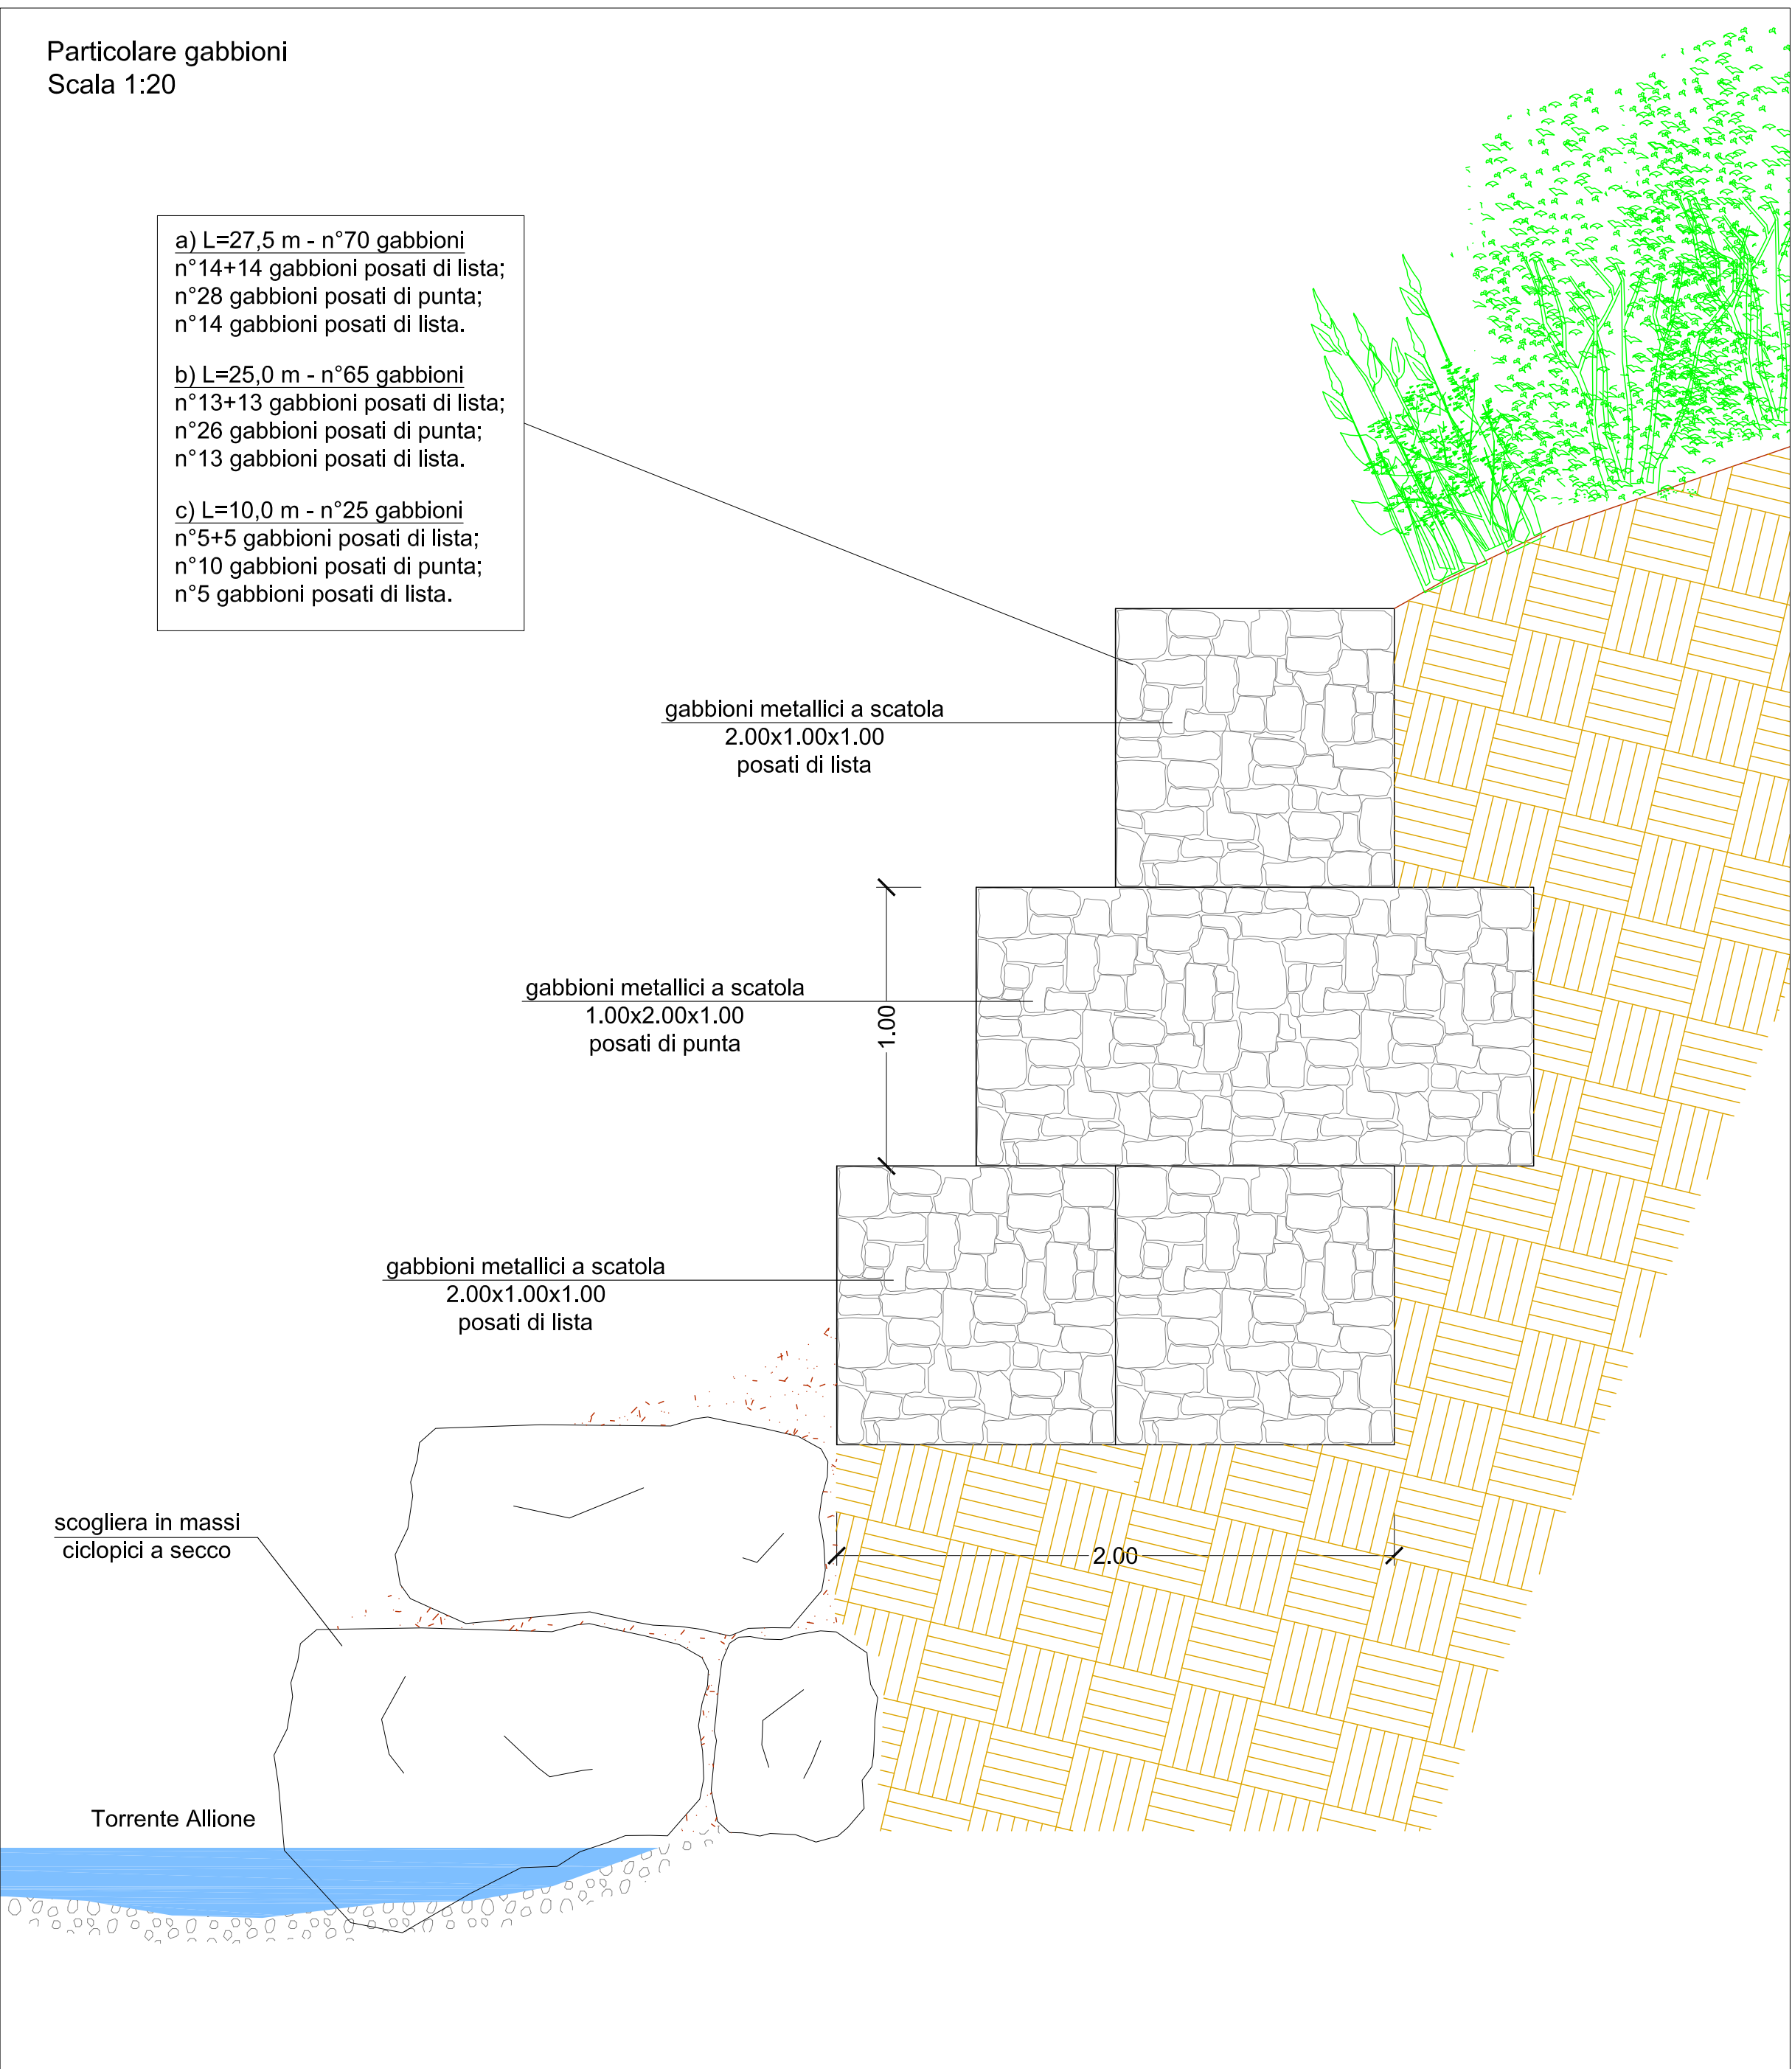 Particolare gabbioni
Scala 1:20
a) L=27,5 m - n°70 gabbioni
n°14+14 gabbioni posati di lista;
n°28 gabbioni posati di punta;
n°14 gabbioni posati di lista.
b) L=25,0 m - n°65 gabbioni
n°13+13 gabbioni posati di lista;
n°26 gabbioni posati di punta;
n°13 gabbioni posati di lista.
c) L=10,0 m - n°25 gabbioni
n°5+5 gabbioni posati di lista;
n°10 gabbioni posati di punta;
n°5 gabbioni posati di lista.
gabbioni metallici a scatola
2.00x1.00x1.00
posati di lista
gabbioni metallici a scatola
1.00x2.00x1.00
posati di punta
1.00
gabbioni metallici a scatola
2.00x1.00x1.00
posati di lista
scogliera in massi
ciclopici a secco
2.00
Torrente Allione